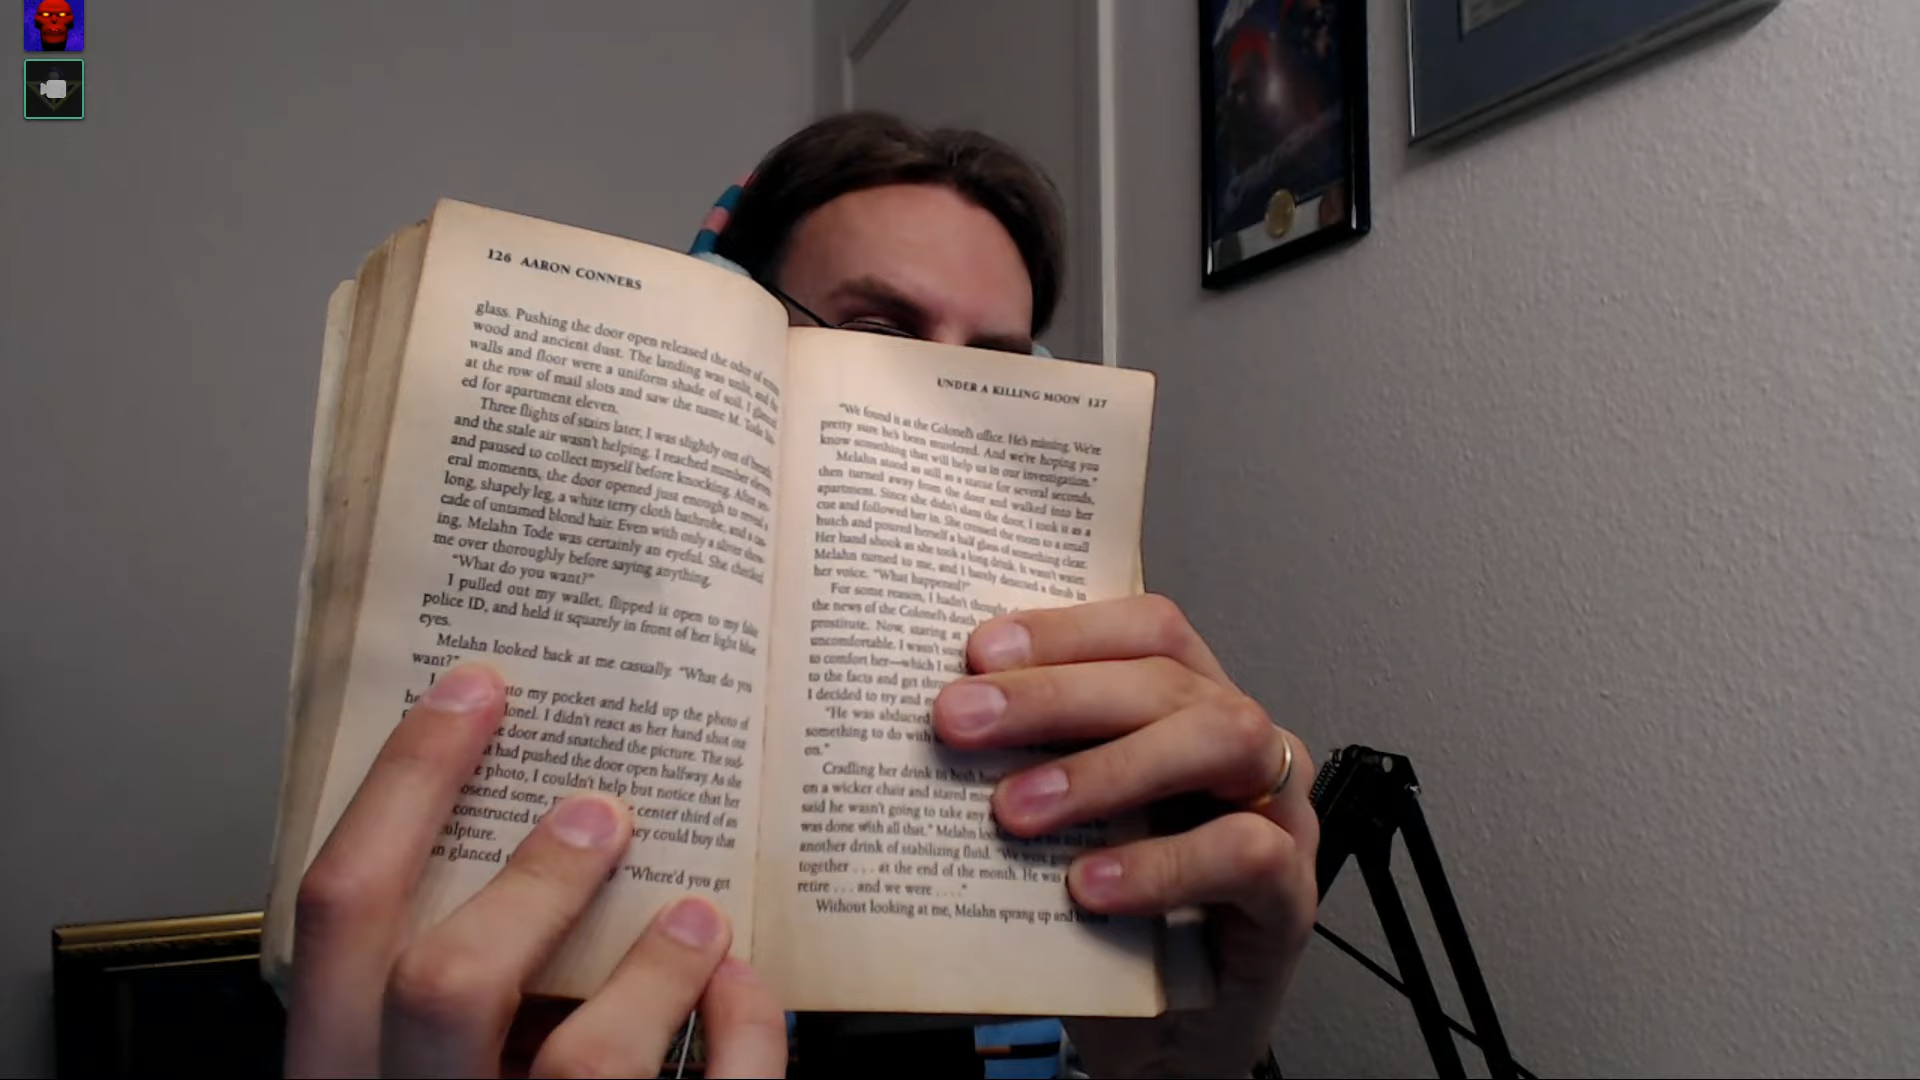 126 AARON CONNERS
glass. Pushing the door open released the odor of
wood and ancient dust. The landing was unlit, and the
walls and floor were a uniform shade of soil. I glanced
at the row of mail slots and saw the name M. Tode
ed for apartment eleven.
Three flights of stairs later, I was slightly out of breath
and the stale air wasn't helping. I reached number eleven
and paused to collect myself before knocking. After sev-
eral moments, the door opened just enough to reveal a
long, shapely leg, a white terry cloth bathrobe, and a cas-
cade of untamed blond hair. Even with only a sliver show-
ing, Melahn Tode was certainly an eyeful. She checked
me over thoroughly before saying anything.
"What do you want?"
I pulled out my wallet, flipped it open to my fake
police ID, and held it squarely in front of her light blue
eyes.
Melahn looked back at me casually. "What do you
want?"
I into my pocket and held up the photo of
lonel. I didn't react as her hand shot out
door and snatched the picture. The sud-
had pushed the door open halfway. As she
photo, I couldn't help but notice that her
osened some, center third of an
constructed they could buy that
ulpture.
glanced "Where'd you get
UNDER A KILLING MOON 127
"We found it at the Colonel's office. He's missing. We're
pretty sure he's been murdered. And we're hoping you
know something that will help us in our investigation."
Melahn stood as still as a statue for several seconds,
then turned away from the door and walked into her
apartment. Since she didn't slam the door, I took it as a
cue and followed her in. She crossed the room to a small
hutch and poured herself a half glass of something clear.
Her hand shook as she took a long drink. It wasn't water.
Melahn turned to me, and I barely detected a throb in
her voice. "What happened?"
For some reason, I hadn't thought
the news of the Colonel's death
prostitute. Now, staring at
uncomfortable. I wasn't sure
to comfort her—which I
to the facts and get
I decided to try and
"He was abducted
something to do with
on."
Cradling her drink in both
on a wicker chair and stared
said he wasn't going to take any
was done with all that." Melahn
another drink of stabilizing fluid. "We were
together . . . at the end of the month. He was
retire . . . and we were . . . ."
Without looking at me, Melahn sprang up and